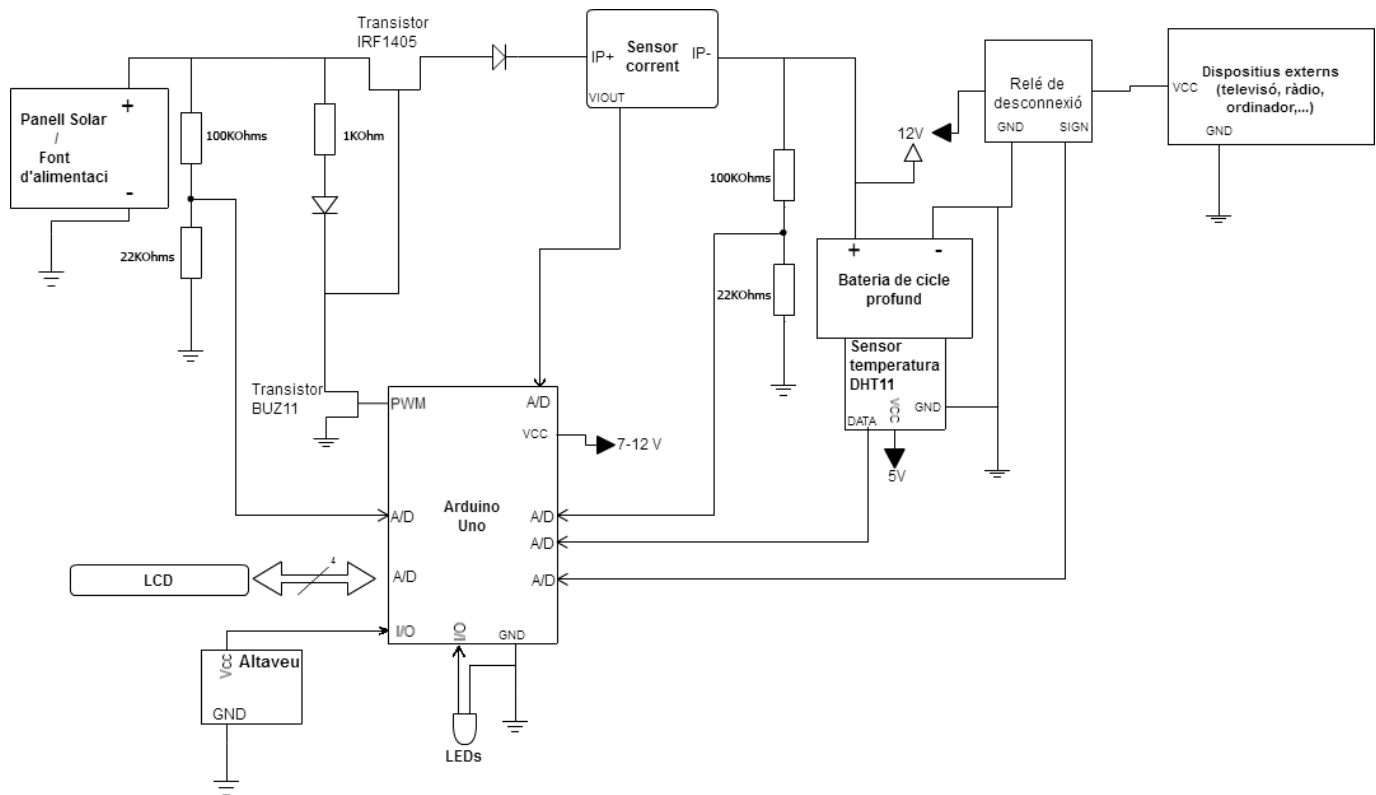 Transistor
IRF1405
IP+
Sensor
corrent
IP-
VIOUT
Panell Solar
/
Font
d'alimentaci
+
-
100KOhms
22KOhms
1KOhm
100KOhms
22KOhms
12V
Relé de
desconnexió
GND
SIGN
VCC
Dispositius externs
(televisó, ràdio,
ordinador,...)
GND
+
-
Bateria de cicle
profund
Sensor
temperatura
DHT11
DATA
VCC
GND
5V
Transistor
BUZ11
PWM
A/D
VCC
7-12 V
Arduino
Uno
A/D
A/D
A/D
A/D
A/D
LCD
4
I/O
I/O
GND
Vcc
Altaveu
GND
LEDs